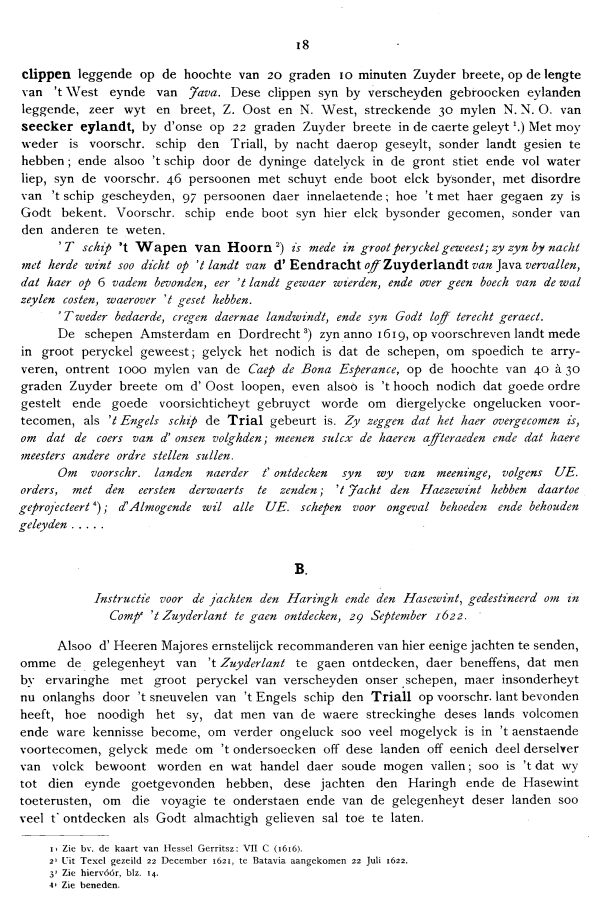 18
clippen leggende op de hoochte van 20 graden 10 minuten Zuyder breete, op de lengte
van 't West eynde van Java. Dese clippen syn by verscheyden gebroocken eylanden
leggende, zeer wyt en breet, Z. Oost en N. West, streckende 30 mylen N. N. O. van
seecker eylandt, by d'onse op 22 graden Zuyder breete in de caerte geleyt ¹.) Met moy
weder is voorschr. schip den Triall, by nacht daerop geseylt, sonder landt gesien te
hebben; ende alsoo 't schip door de dyninge datelyck in de gront stiet ende vol water
liep, syn de voorschr. 46 persoonen met schuyt ende boot elck bysonder, met disordre
van 't schip gescheyden, 97 persoonen daer innelaetende; hoe 't met haer gegaen zy is
Godt bekent. Voorschr. schip ende boot syn hier elck bysonder gecomen, sonder van
den anderen te weten.
'T schip 't Wapen van Hoorn ²) is mede in groot peryckel geweest; zy zyn by nacht
met herde wint soo dicht op 't landt van d' Eendracht off Zuyderlandt van Java vervallen,
dat haer op 6 vadem bevonden, eer 't landt gewaer wierden, ende over geen boech van de wal
zeylen costen, waerover 't geset hebben.
'T weder bedaerde, cregen daernae landwindt, ende syn Godt loff terecht geraect.
De schepen Amsterdam en Dordrecht ³) zyn anno 1619, op voorschreven landt mede
in groot peryckel geweest; gelyck het nodich is dat de schepen, om spoedich te arry-
veren, ontrent 1000 mylen van de Caep de Bona Esperance, op de hoochte van 40 à 30
graden Zuyder breete om d' Oost loopen, even alsoo is 't hooch nodich dat goede ordre
gestelt ende goede voorsichticheyt gebruyct worde om diergelycke ongelucken voor-
tecomen, als 't Engels schip de Trial gebeurt is. Zy zeggen dat het haer overgecomen is,
om dat de coers van d' onsen volghden; meenen sulcx de haeren affteraeden ende dat haere
meesters andere ordre stellen sullen.
Om voorschr. landen naerder t' ontdecken syn wy van meeninge, volgens UE.
orders, met den eersten derwaerts te zenden; 't Jacht den Haezewint hebben daartoe
geprojecteert ⁴); d'Almogende wil alle UE. schepen voor ongeval behoeden ende behouden
geleyden . . . . .
B.
Instructie voor de jachten den Haringh ende den Hasewint, gedestineerd om in
Compe 't Zuyderlant te gaen ontdecken, 29 September 1622.
Alsoo d' Heeren Majores ernstelijck recommanderen van hier eenige jachten te senden,
omme de gelegenheyt van 't Zuyderlant te gaen ontdecken, daer beneffens, dat men
by ervaringhe met groot peryckel van verscheyden onser schepen, maer insonderheyt
nu onlanghs door 't sneuvelen van 't Engels schip den Triall op voorschr. lant bevonden
heeft, hoe noodigh het sy, dat men van de waere streckinghe deses lands volcomen
ende ware kennisse become, om verder ongeluck soo veel mogelyck is in 't aenstaende
voortecomen, gelyck mede om 't ondersoecken off dese landen off eenich deel derselver
van volck bewoont worden en wat handel daer soude mogen vallen; soo is 't dat wy
tot dien eynde goetgevonden hebben, dese jachten den Haringh ende de Hasewint
toeterusten, om die voyagie te onderstaen ende van de gelegenheyt deser landen soo
veel t' ontdecken als Godt almachtigh gelieven sal toe te laten.
1) Zie bv. de kaart van Hessel Gerritsz: VII C (1616).
2) Uit Texel gezeild 22 December 1621, te Batavia aangekomen 22 Juli 1622.
3) Zie hiervóór, blz. 14.
4) Zie beneden.